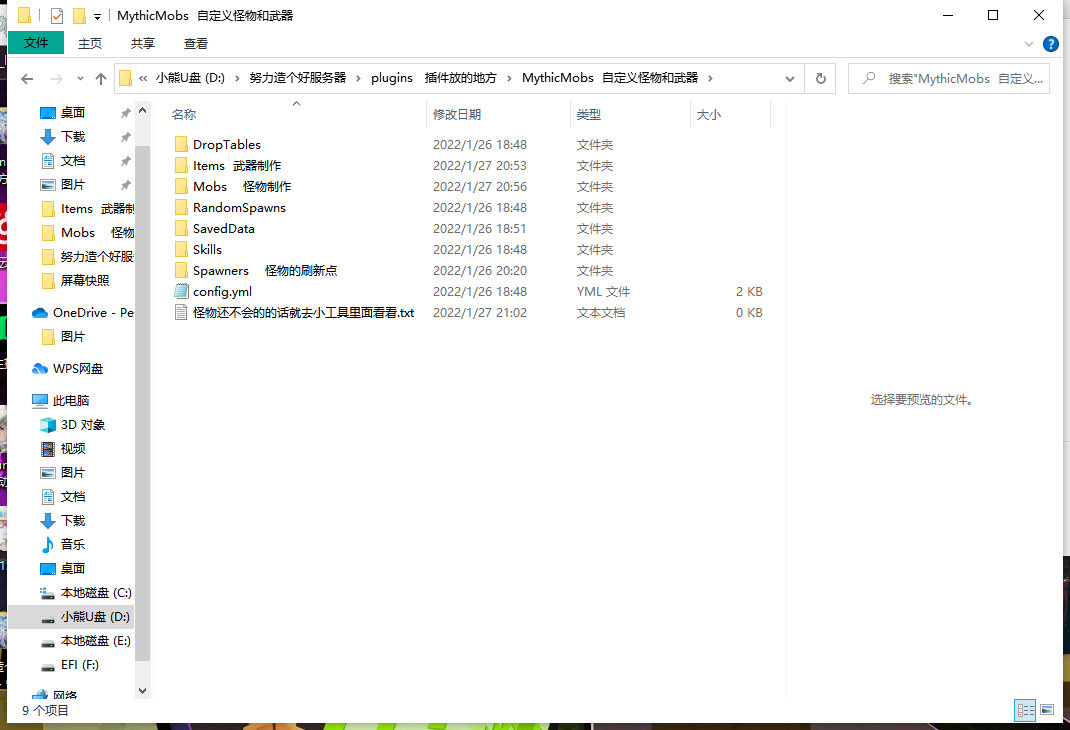 MythicMobs 自定义怪物和武器
文件 主页 共享 查看
« 小熊U盘 (D:) › 努力造个好服务器 › plugins 插件放的地方 › MythicMobs 自定义怪物和武器 ›
搜索"MythicMobs 自定义...
名称 修改日期 类型 大小
桌面
下载
文档
图片
Items 武器制
Mobs 怪物
努力造个好服
屏幕快照
OneDrive - Pe
图片
WPS网盘
此电脑
3D 对象
视频
图片
文档
下载
音乐
桌面
本地磁盘 (C:)
小熊U盘 (D:)
本地磁盘 (E:)
EFI (F:)
网络
DropTables 2022/1/26 18:48 文件夹
Items 武器制作 2022/1/27 20:53 文件夹
Mobs 怪物制作 2022/1/27 20:56 文件夹
RandomSpawns 2022/1/26 18:48 文件夹
SavedData 2022/1/26 18:51 文件夹
Skills 2022/1/26 18:48 文件夹
Spawners 怪物的刷新点 2022/1/26 20:20 文件夹
config.yml 2022/1/26 18:48 YML 文件 2 KB
怪物还不会的的话就去小工具里面看看.txt 2022/1/27 21:02 文本文档 0 KB
选择要预览的文件。
9 个项目